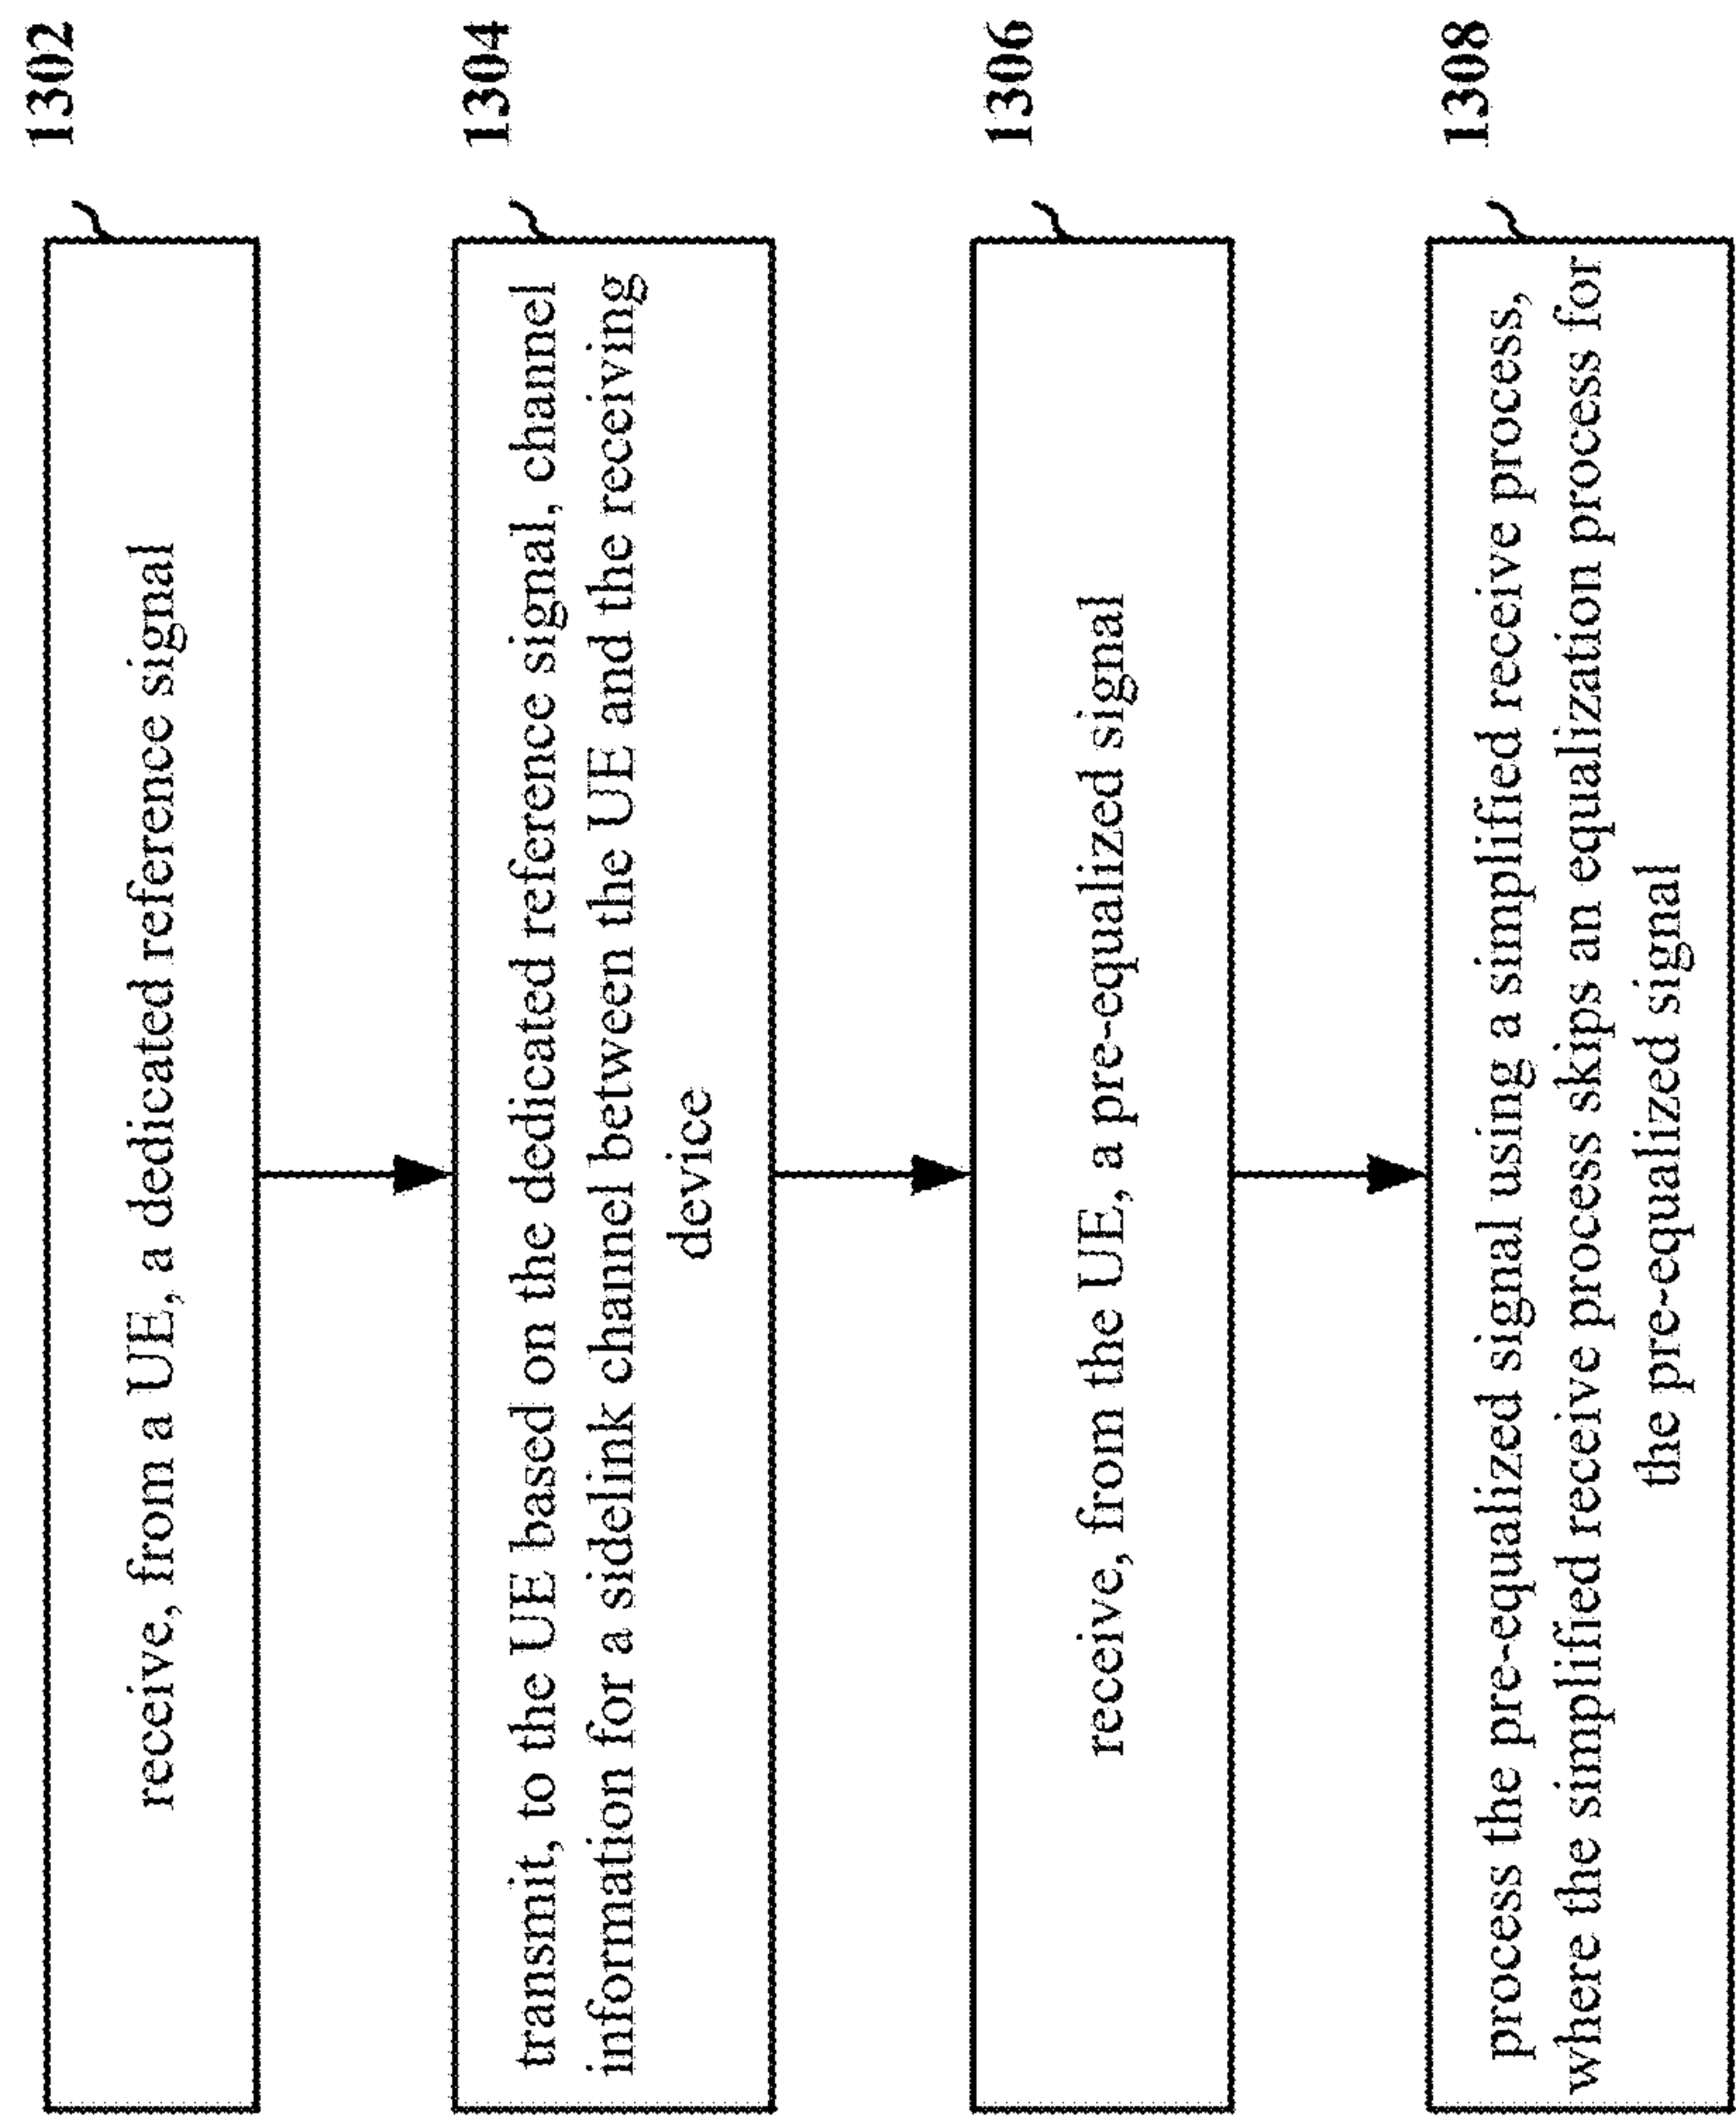 1302
receive, from a UE, a dedicated reference signal
1304
transmit, to the UE based on the dedicated reference signal, channel
information for a sidelink channel between the UE and the receiving
device
1306
receive, from the UE, a pre-equalized signal
1308
process the pre-equalized signal using a simplified receive process,
where the simplified receive process skips an equalization process for
the pre-equalized signal